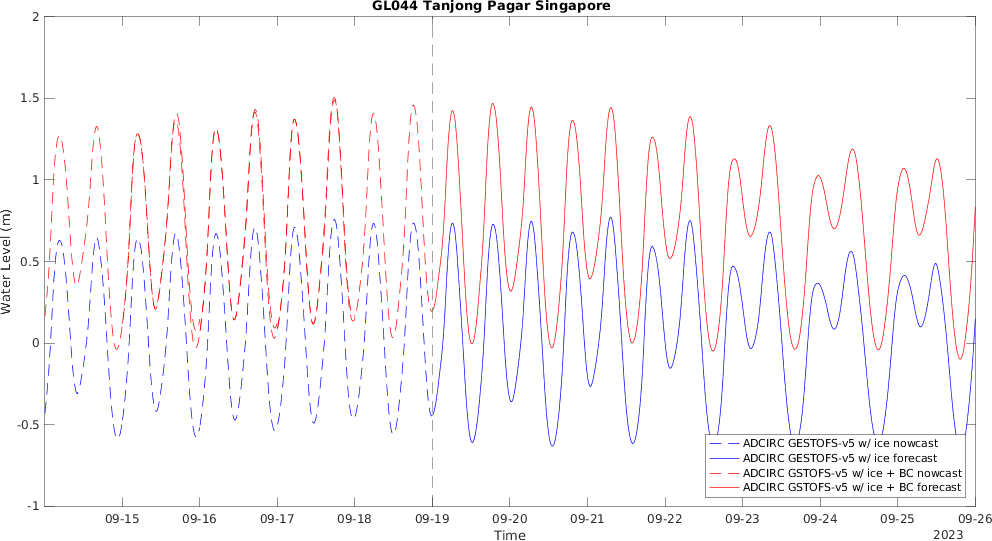 GL044 Tanjong Pagar Singapore
2
1.5
1
0.5
0
-0.5
-1
Water Level (m)
ADCIRC GESTOFS-v5 w/ ice nowcast
ADCIRC GESTOFS-v5 w/ ice forecast
ADCIRC GSTOFS-v5 w/ ice + BC nowcast
ADCIRC GSTOFS-v5 w/ ice + BC forecast
09-15 09-16 09-17 09-18 09-19 09-20 09-21 09-22 09-23 09-24 09-25 09-26
Time
2023